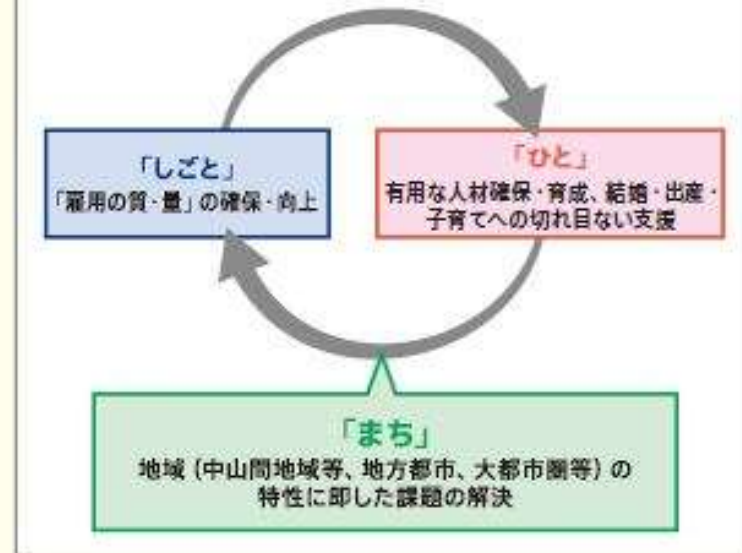 「しごと」
「雇用の質・量」の確保・向上
「ひと」
有用な人材確保・育成、結婚・出産・
子育てへの切れ目ない支援
「まち」
地域（中山間地域等、地方都市、大都市圏等）の
特性に即した課題の解決